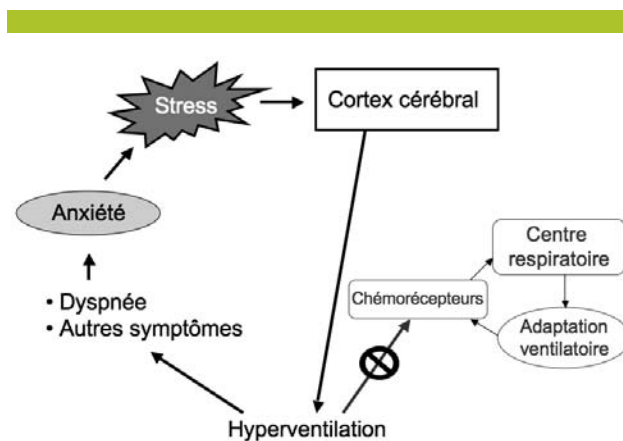 Stress
Cortex cérébral
Anxiété
Centre
respiratoire
Chémorécepteurs
• Dyspnée
• Autres symptômes
Adaptation
ventilatoire
Hyperventilation